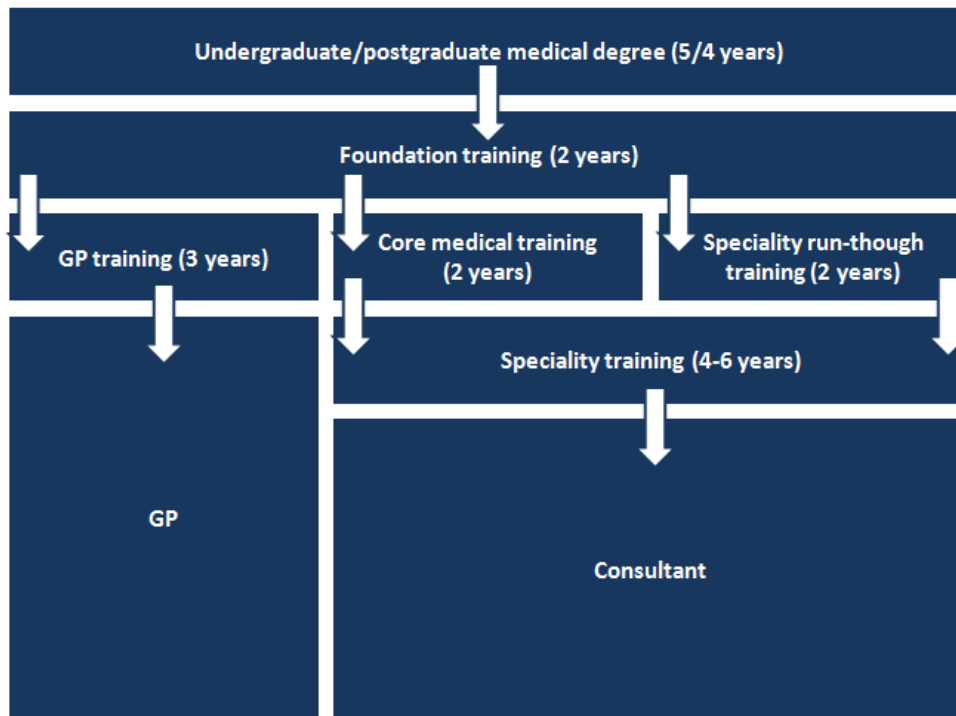 Undergraduate/postgraduate medical degree (5/4 years)
Foundation training (2 years)
GP training (3 years)
Core medical training
(2 years)
Speciality run-though
training (2 years)
Speciality training (4-6 years)
GP
Consultant